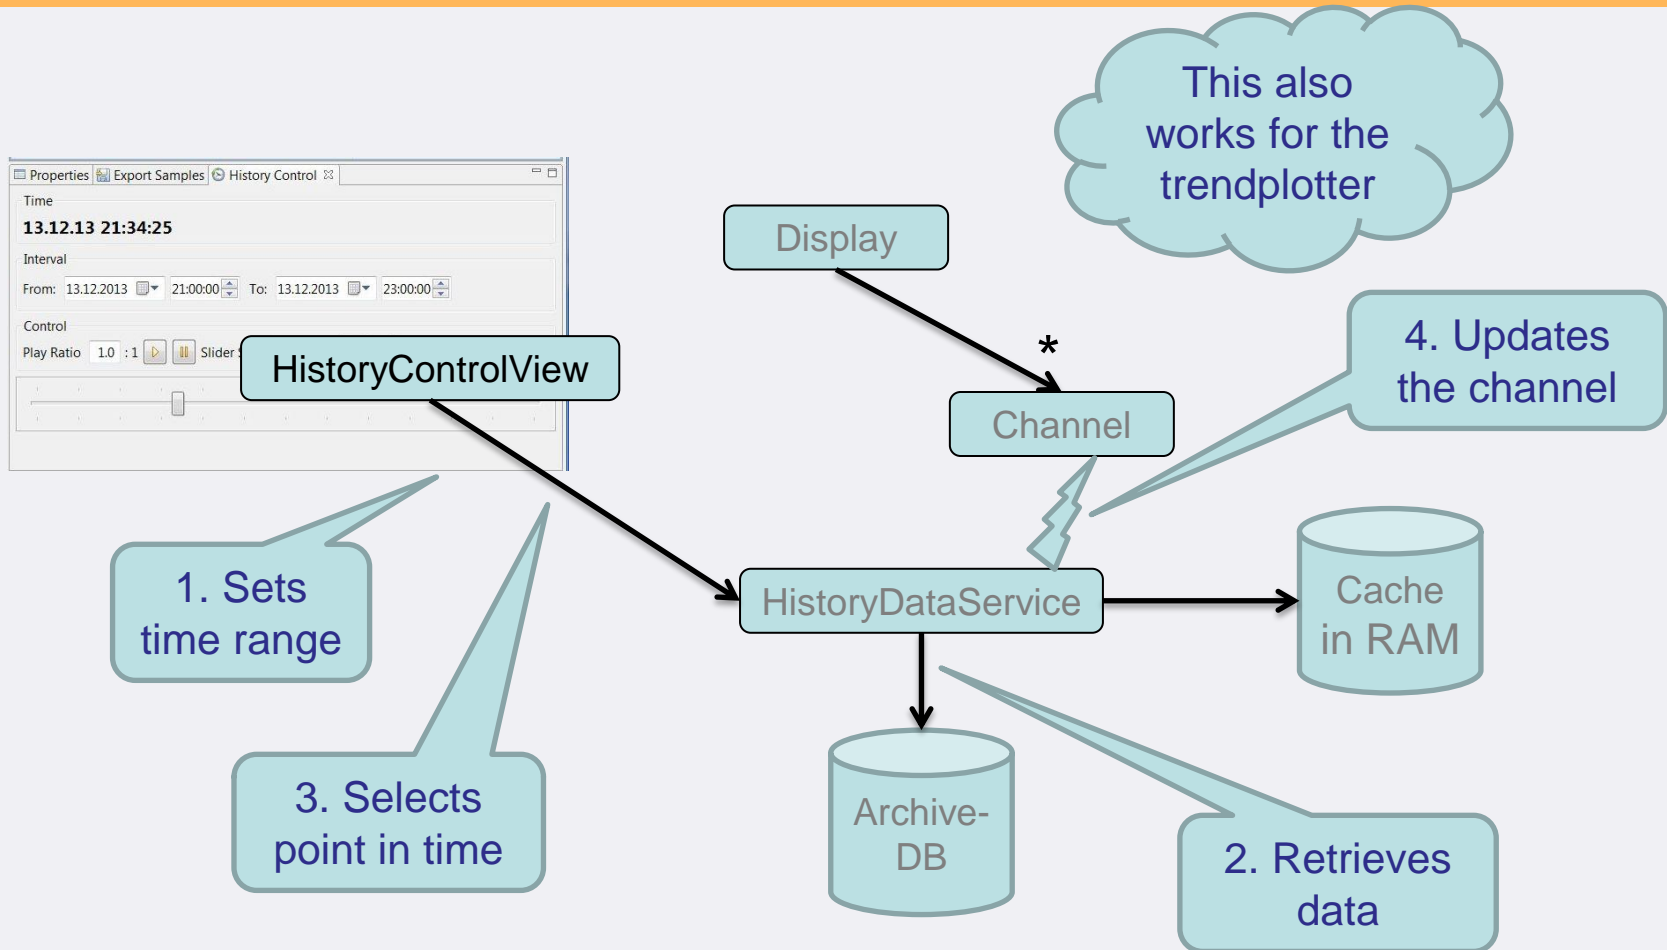 This also
works for the
trendplotter
Properties Export Samples History Control
Time
13.12.13 21:34:25
Interval
From: 13.12.2013 21:00:00 To: 13.12.2013 23:00:00
Control
Play Ratio 1.0 : 1 Slider
HistoryControlView
Display
*
Channel
4. Updates
the channel
1. Sets
time range
HistoryDataService
Cache
in RAM
3. Selects
point in time
Archive-
DB
2. Retrieves
data